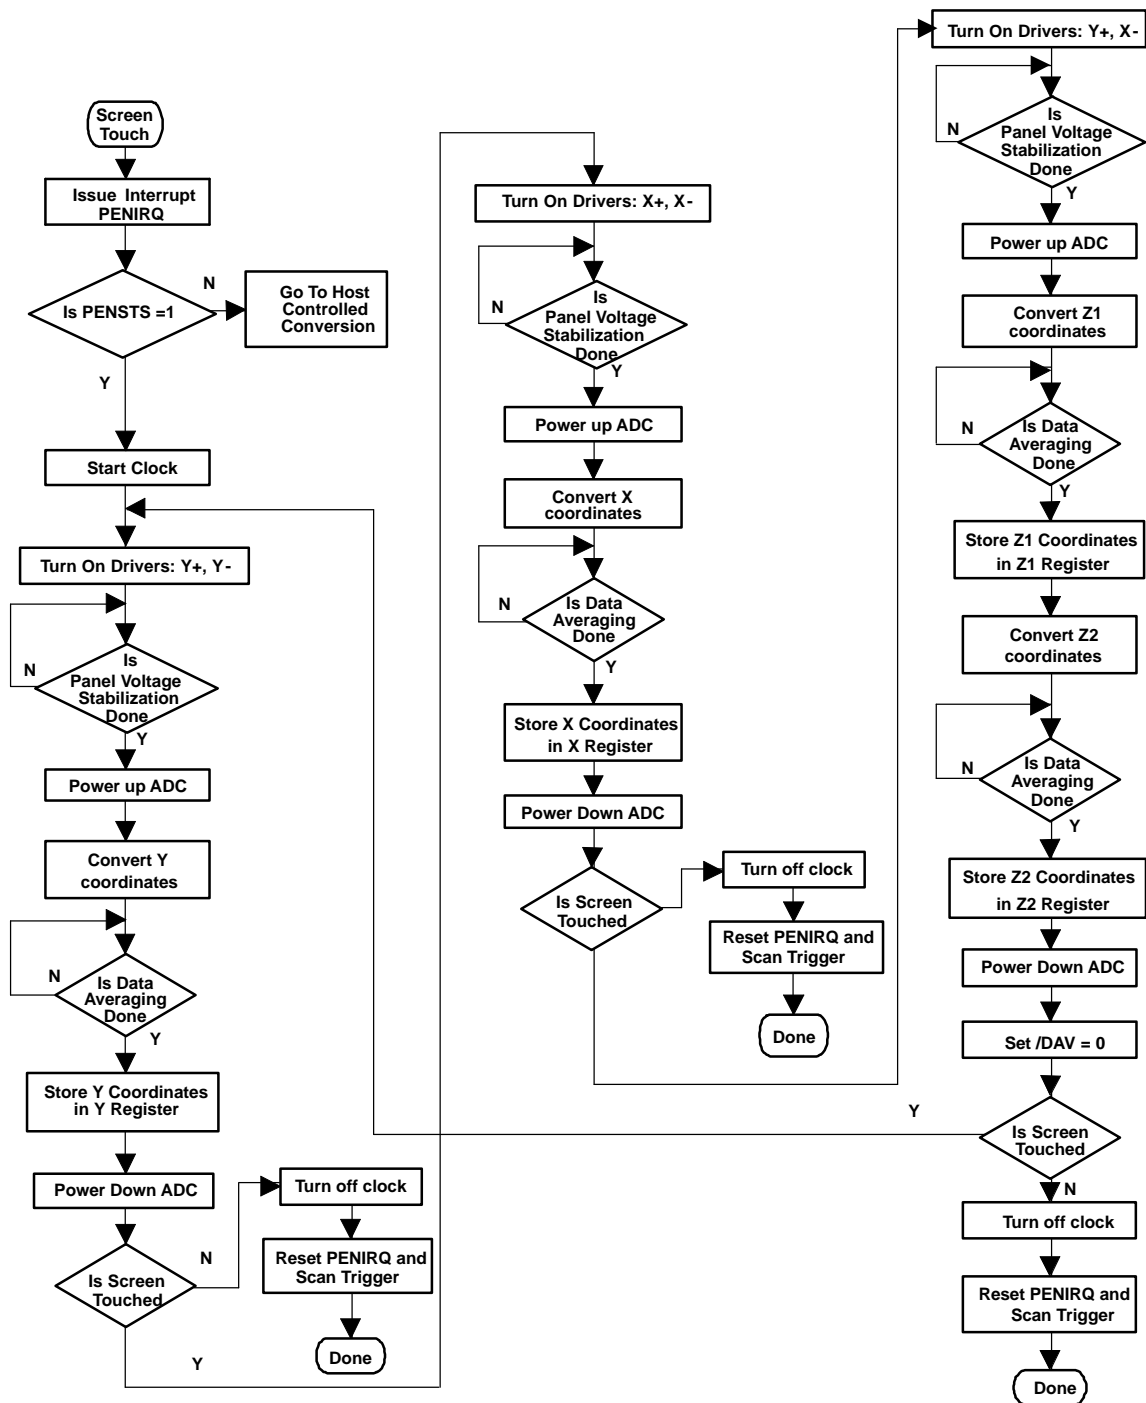 Screen
Touch
Issue Interrupt
PENIRQ
Is PENSTS =1
N
Go To Host
Controlled
Conversion
Y
Start Clock
Turn On Drivers: Y+, Y-
Is
Panel Voltage
Stabilization
Done
N
Y
Power up ADC
Convert Y
coordinates
Is Data
Averaging
Done
N
Y
Store Y Coordinates
in Y Register
Power Down ADC
Is Screen
Touched
N
Turn off clock
Reset PENIRQ and
Scan Trigger
Done
Y
Turn On Drivers: X+, X-
Is
Panel Voltage
Stabilization
Done
N
Y
Power up ADC
Convert X
coordinates
Is Data
Averaging
Done
N
Y
Store X Coordinates
in X Register
Power Down ADC
Is Screen
Touched
Turn off clock
Reset PENIRQ and
Scan Trigger
Done
Turn On Drivers: Y+, X-
Is
Panel Voltage
Stabilization
Done
N
Y
Power up ADC
Convert Z1
coordinates
Is Data
Averaging
Done
N
Y
Store Z1 Coordinates
in Z1 Register
Convert Z2
coordinates
Is Data
Averaging
Done
N
Y
Store Z2 Coordinates
in Z2 Register
Power Down ADC
Set /DAV = 0
Is Screen
Touched
Y
N
Turn off clock
Reset PENIRQ and
Scan Trigger
Done